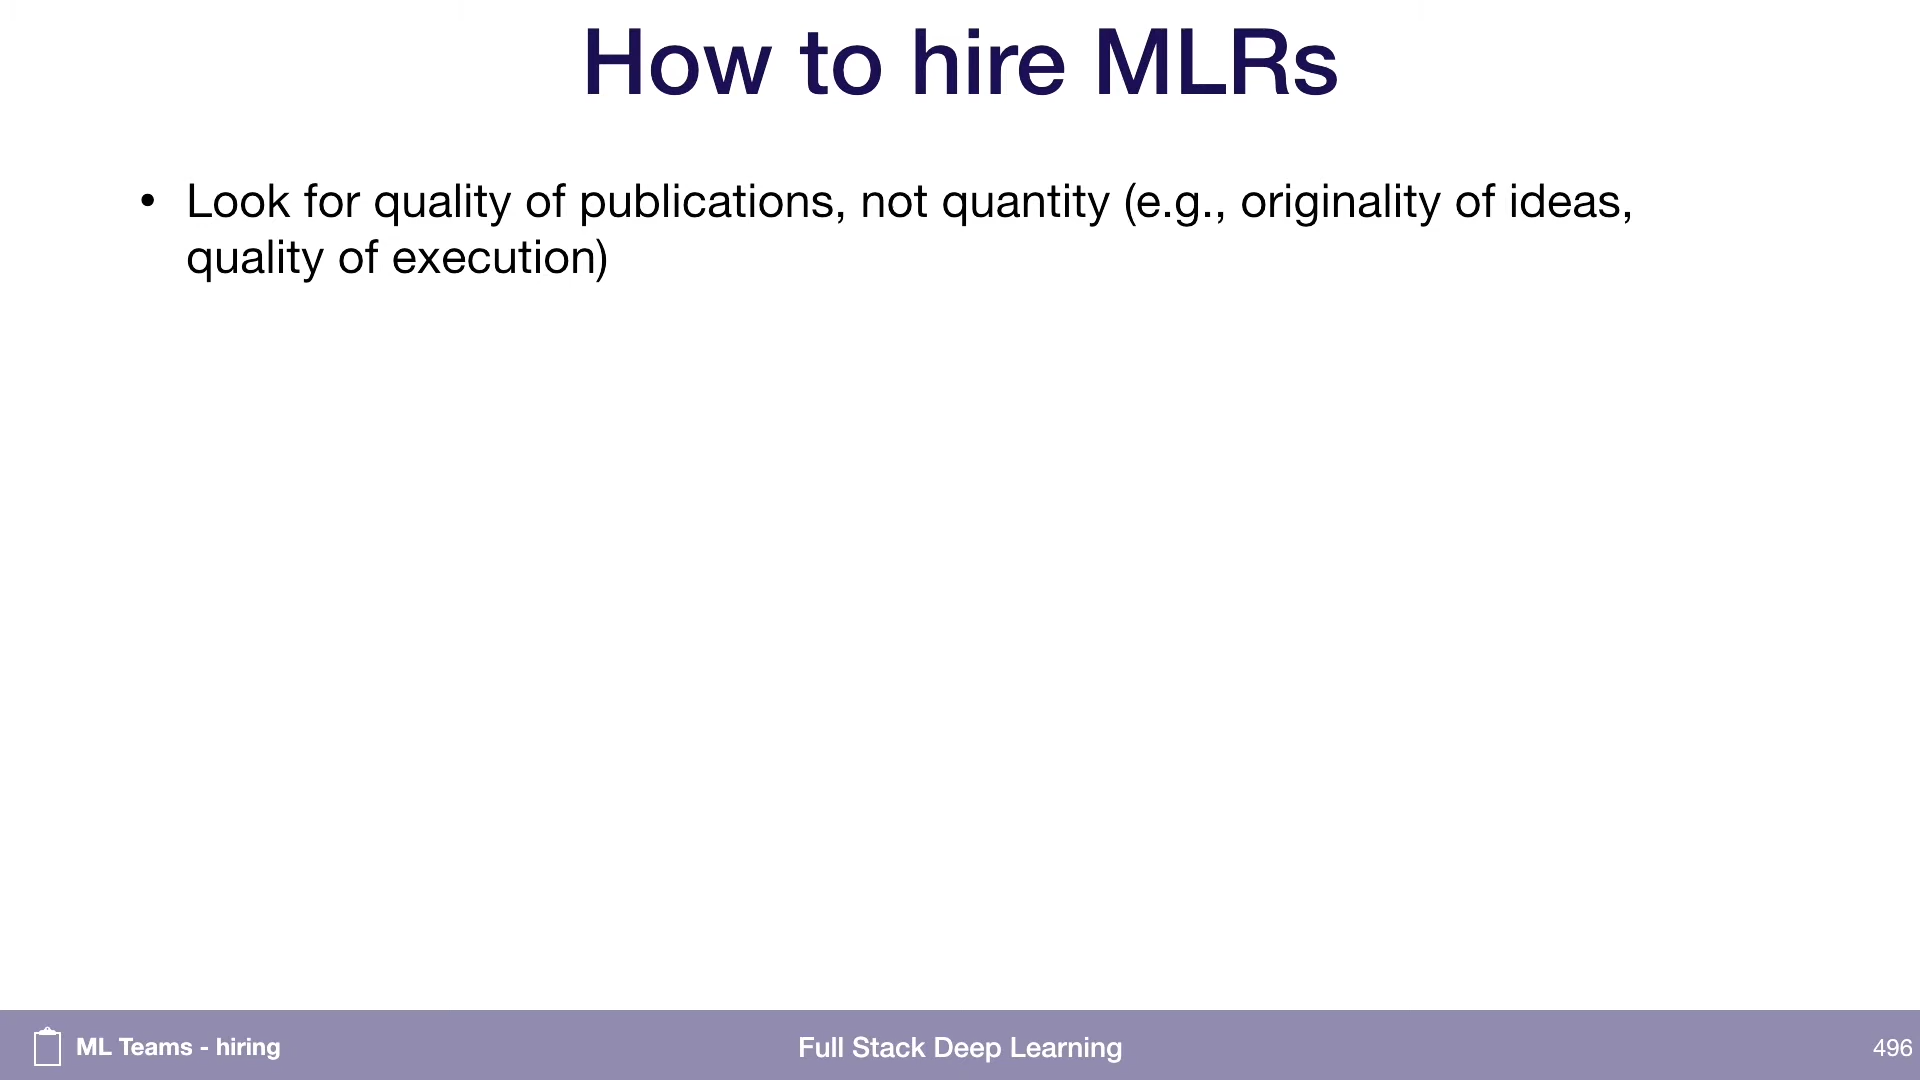 How to hire MLRs
• Look for quality of publications, not quantity (e.g., originality of ideas,
quality of execution)
ML Teams - hiring
Full Stack Deep Learning
496